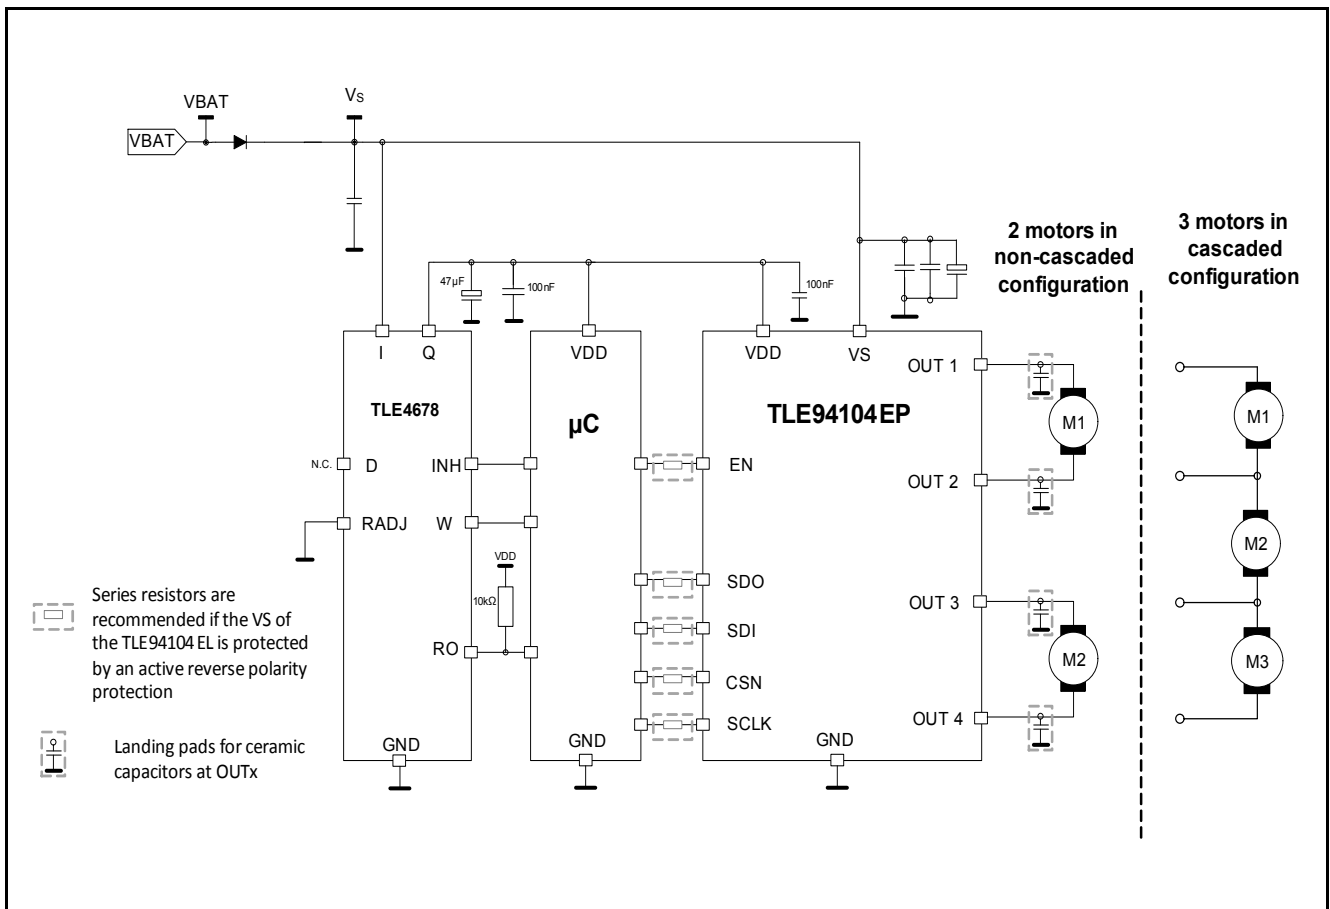 VBAT
VS
VBAT
2 motors in
non-cascaded
configuration
3 motors in
cascaded
configuration
47µF
100nF
100nF
I
Q
VDD
VDD
VS
OUT 1
TLE4678
µC
TLE94104EP
M1
M1
N.C.
D
INH
EN
OUT 2
RADJ
W
M2
VDD
SDO
10kΩ
OUT 3
Series resistors are
recommended if the VS of
the TLE94104 EL is protected
by an active reverse polarity
protection
SDI
RO
M2
M3
CSN
SCLK
OUT 4
GND
GND
GND
Landing pads for ceramic
capacitors at OUTx